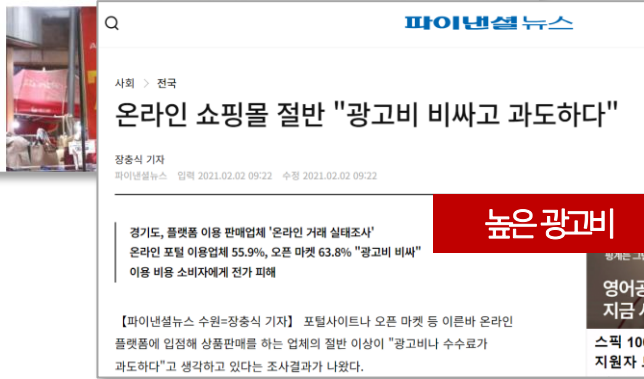 파이낸셜뉴스
사회 > 전국
온라인 쇼핑몰 절반 "광고비 비싸고 과도하다"
장충식 기자
파이낸셜뉴스 입력 2021.02.02 09:22 수정 2021.02.02 09:22
높은 광고비
경기도, 플랫폼 이용 판매업체 '온라인 거래 실태조사'
온라인 포털 이용업체 55.9%, 오픈 마켓 63.8% "광고비 비싸"
이용 비용 소비자에게 전가 피해
영어공
지금 시
【파이낸셜뉴스 수원=장충식 기자】 포털사이트나 오픈 마켓 등 이른바 온라인
플랫폼에 입점해 상품판매를 하는 업체의 절반 이상이 "광고비나 수수료가
과도하다"고 생각하고 있다는 조사결과가 나왔다.
스픽 100
지원자